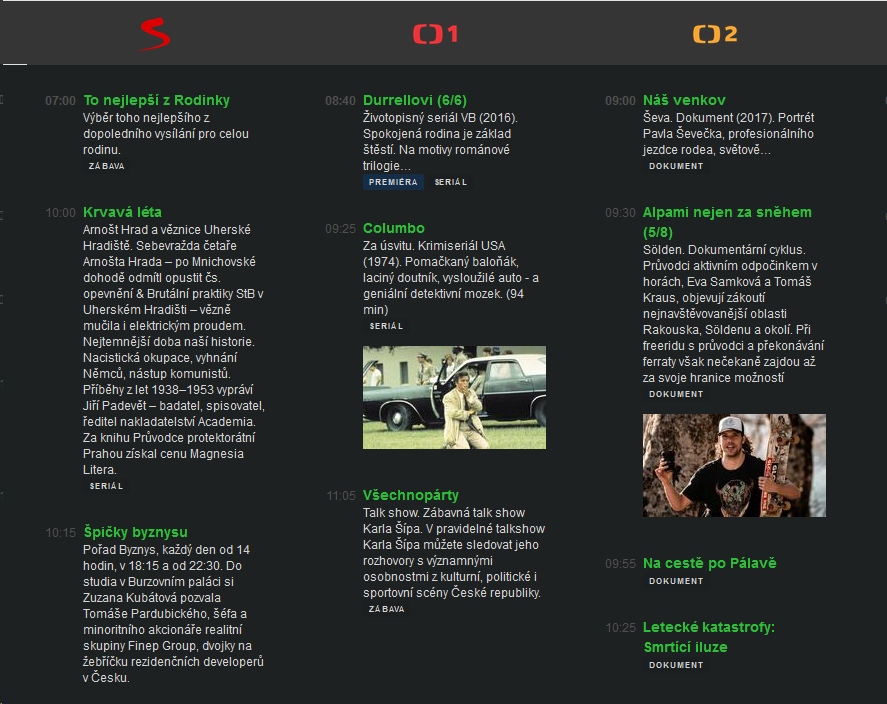 S
1
2
07:00 To nejlepší z Rodinky
Výběr toho nejlepšího z
dopoledního vysílání pro celou
rodinu.
ZÁBAVA
10:00 Krvavá léta
Arnošt Hrad a věznice Uherské
Hradiště. Sebevražda četaře
Arnošta Hrada – po Mnichovské
dohodě odmítl opustit čs.
opevnění & Brutální praktiky StB v
Uherském Hradišti – vězně
mučila i elektrickým proudem.
Nejtemnější doba naší historie.
Nacistická okupace, vyhnání
Němců, nástup komunistů.
Příběhy z let 1938–1953 vypráví
Jiří Padevět – badatel, spisovatel,
ředitel nakladatelství Academia.
Za knihu Průvodce protektorátní
Prahou získal cenu Magnesia
Litera.
SERIÁL
10:15 Špičky byznysu
Pořad Byznys, každý den od 14
hodin, v 18:15 a od 22:30. Do
studia v Burzovním paláci si
Zuzana Kubátová pozvala
Tomáše Pardubického, šéfa a
minoritního akcionáře realitní
skupiny Finep Group, dvojky na
žebříčku rezidenčních developerů
v Česku.
08:40 Durrellovi (6/6)
Životopisný seriál VB (2016).
Spokojená rodina je základ
štěstí. Na motivy románové
trilogie...
PREMIÉRA SERIÁL
09:25 Columbo
Za úsvitu. Krimiseriál USA
(1974). Pomačkaný baloňák,
laciný doutník, vysloužilé auto - a
geniální detektivní mozek. (94
min)
SERIÁL
11:05 Všechnopárty
Talk show. Zábavná talk show
Karla Šípa. V pravidelné talkshow
Karla Šípa můžete sledovat jeho
rozhovory s významnými
osobnostmi z kulturní, politické i
sportovní scény České republiky.
ZÁBAVA
09:00 Náš venkov
Ševa. Dokument (2017). Portrét
Pavla Ševečka, profesionálního
jezdce rodea, světově...
DOKUMENT
09:30 Alpami nejen za sněhem
(5/8)
Sölden. Dokumentární cyklus.
Průvodci aktivním odpočinkem v
horách, Eva Samková a Tomáš
Kraus, objevují zákoutí
nejnavštěvovanější oblasti
Rakouska, Söldenu a okolí. Při
freeridu s průvodci a překonávání
ferraty však nečekaně zajdou až
za svoje hranice možností
DOKUMENT
09:55 Na cestě po Pálavě
DOKUMENT
10:25 Letecké katastrofy:
Smrtící iluze
DOKUMENT